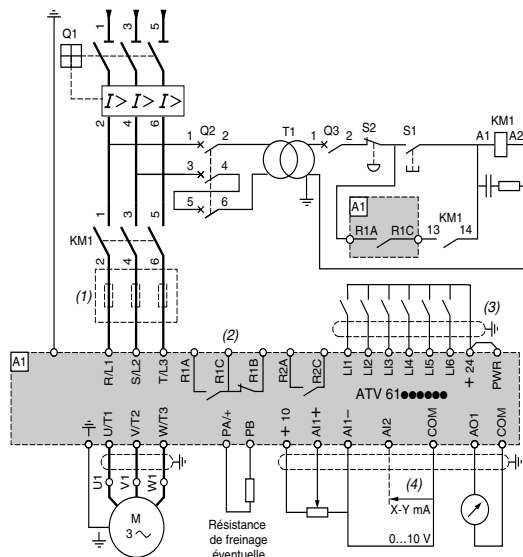 Q1
1
3
5
I>
I>
I>
2
4
6
Q2
1
2
3
4
5
6
T1
1
Q3
2
S2
S1
A1
KM1
A2
A1
R1A
R1C
13
KM1
14
1
3
5
KM1
2
4
6
(1)
(2)
(3)
A1
R/L1
S/L2
T/L3
R1A
R1C
R1B
R2A
R2C
LI1
LI2
LI3
LI4
LI5
LI6
+ 24
PWR
ATV 61●●●●●●
U/T1
V/T2
W/T3
PA/+
PB
+ 10
AI1+
AI1–
AI2
COM
AO1
COM
U1
V1
W1
M
3 ~
Résistance
de freinage
éventuelle
(4)
X-Y mA
0...10 V